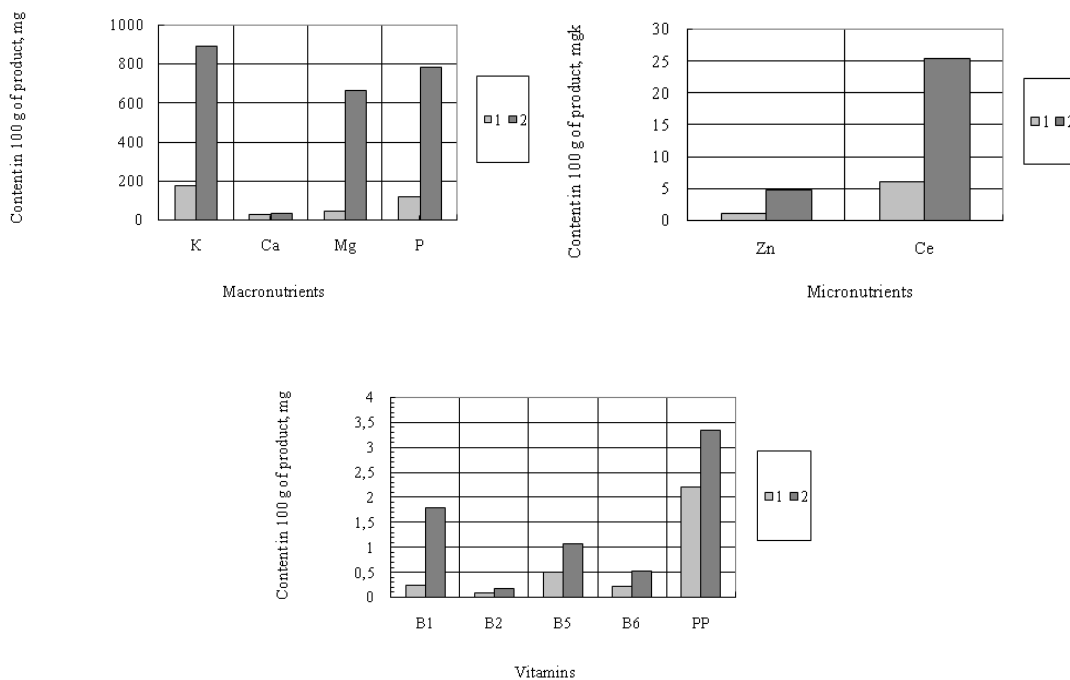 Content in 100 g of product, mg
1000
800
600
400
200
0
K Ca Mg P
Macronutrients
1 2
Content in 100 g of product, mgk
30
25
20
15
10
5
0
Zn Ce
Micronutrients
1 2
Content in 100 g of product, mg
4
3,5
3
2,5
2
1,5
1
0,5
0
B1 B2 B5 B6 PP
Vitamins
1 2